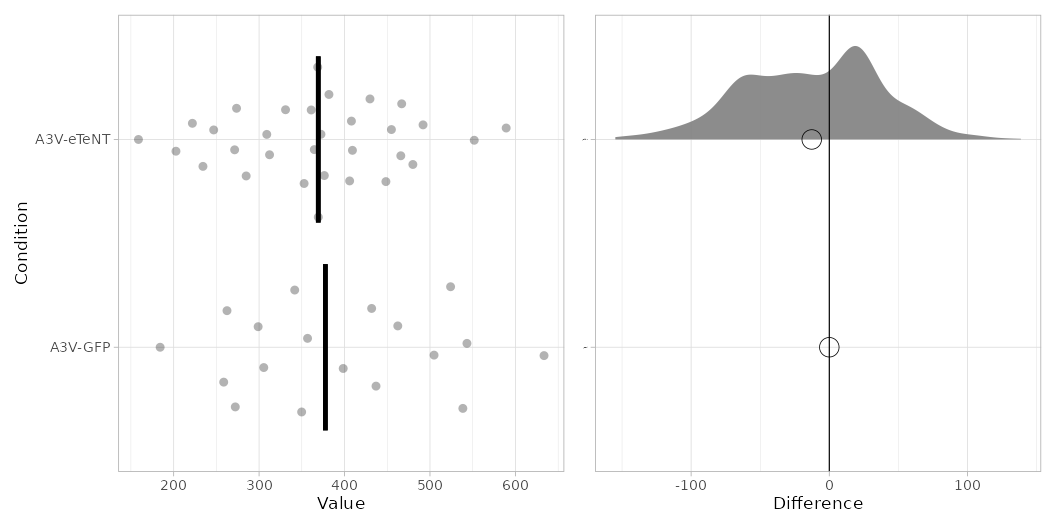 A3V-eTeNT
A3V-GFP
Condition
200 300 400 500 600
Value
-100 0 100
Difference